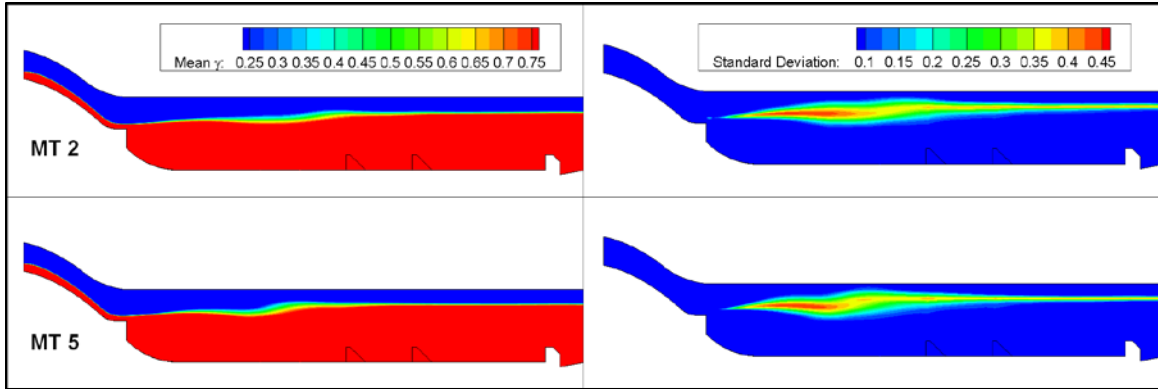 Mean γ: 0.25 0.3 0.35 0.4 0.45 0.5 0.55 0.6 0.65 0.7 0.75
Standard Deviation: 0.1 0.15 0.2 0.25 0.3 0.35 0.4 0.45
MT 2
MT 5